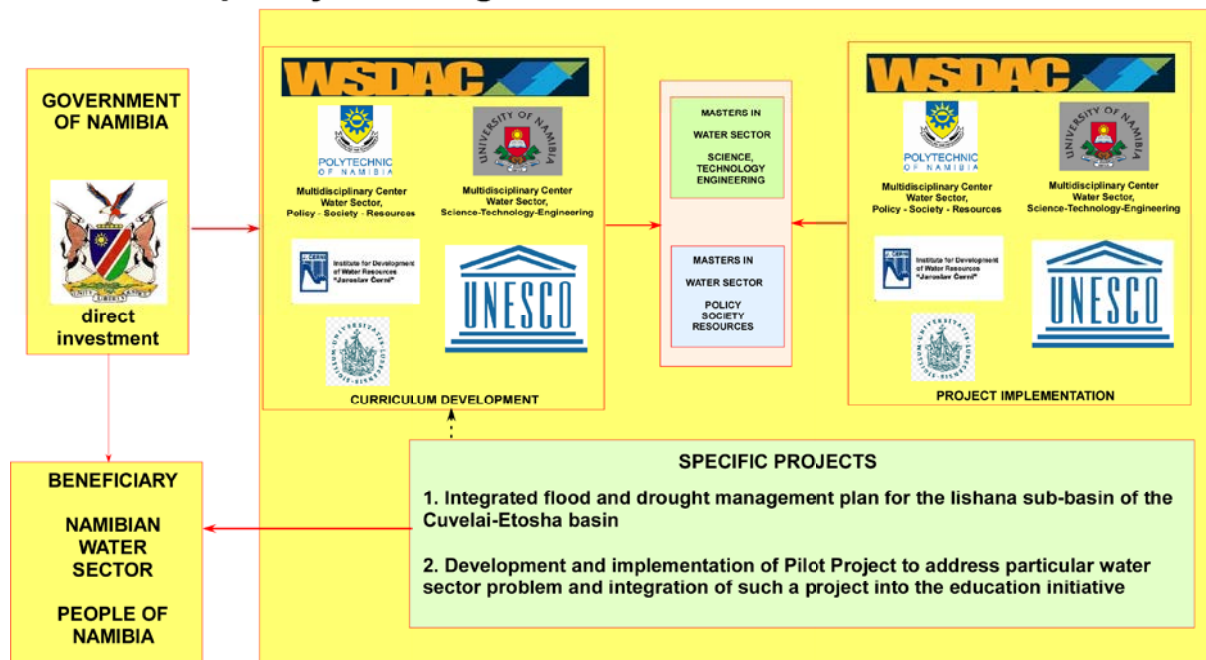 GOVERNMENT
OF NAMIBIA
direct
investment
BENEFICIARY
NAMIBIAN
WATER
SECTOR
PEOPLE OF
NAMIBIA
WSDAC
POLYTECHNIC
OF NAMIBIA
Multidisciplinary Center
Water Sector,
Policy - Society - Resources
UNIVERSITY OF NAMIBIA
Multidisciplinary Center
Water Sector,
Science-Technology-Engineering
Institute for Development
of Water Resources
"Jaroslav Černi"
UNESCO
CURRICULUM DEVELOPMENT
MASTERS IN
WATER SECTOR
SCIENCE,
TECHNOLOGY
ENGINEERING
MASTERS IN
WATER SECTOR
POLICY
SOCIETY
RESOURCES
WSDAC
POLYTECHNIC
OF NAMIBIA
Multidisciplinary Center
Water Sector,
Policy - Society - Resources
UNIVERSITY OF NAMIBIA
Multidisciplinary Center
Water Sector,
Science-Technology-Engineering
Institute for Development
of Water Resources
"Jaroslav Černi"
UNESCO
PROJECT IMPLEMENTATION
SPECIFIC PROJECTS
1. Integrated flood and drought management plan for the Iishana sub-basin of the
Cuvelai-Etosha basin
2. Development and implementation of Pilot Project to address particular water
sector problem and integration of such a project into the education initiative